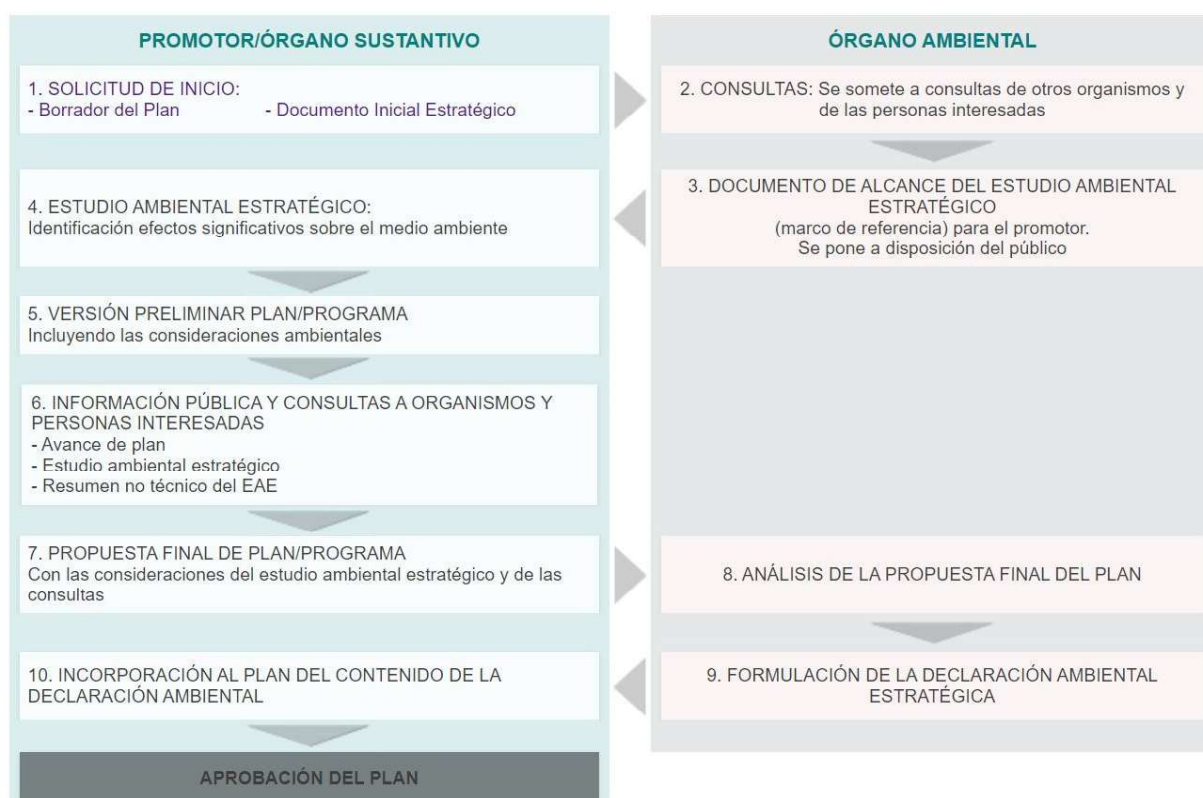 PROMOTOR/ÓRGANO SUSTANTIVO
ÓRGANO AMBIENTAL
1. SOLICITUD DE INICIO:
- Borrador del Plan - Documento Inicial Estratégico
2. CONSULTAS: Se somete a consultas de otros organismos y
de las personas interesadas
3. DOCUMENTO DE ALCANCE DEL ESTUDIO AMBIENTAL
ESTRATÉGICO
(marco de referencia) para el promotor.
Se pone a disposición del público
4. ESTUDIO AMBIENTAL ESTRATÉGICO:
Identificación efectos significativos sobre el medio ambiente
5. VERSIÓN PRELIMINAR PLAN/PROGRAMA
Incluyendo las consideraciones ambientales
6. INFORMACIÓN PÚBLICA Y CONSULTAS A ORGANISMOS Y
PERSONAS INTERESADAS
- Avance de plan
- Estudio ambiental estratégico
- Resumen no técnico del EAE
7. PROPUESTA FINAL DE PLAN/PROGRAMA
Con las consideraciones del estudio ambiental estratégico y de las
consultas
8. ANÁLISIS DE LA PROPUESTA FINAL DEL PLAN
9. FORMULACIÓN DE LA DECLARACIÓN AMBIENTAL
ESTRATÉGICA
10. INCORPORACIÓN AL PLAN DEL CONTENIDO DE LA
DECLARACIÓN AMBIENTAL
APROBACIÓN DEL PLAN